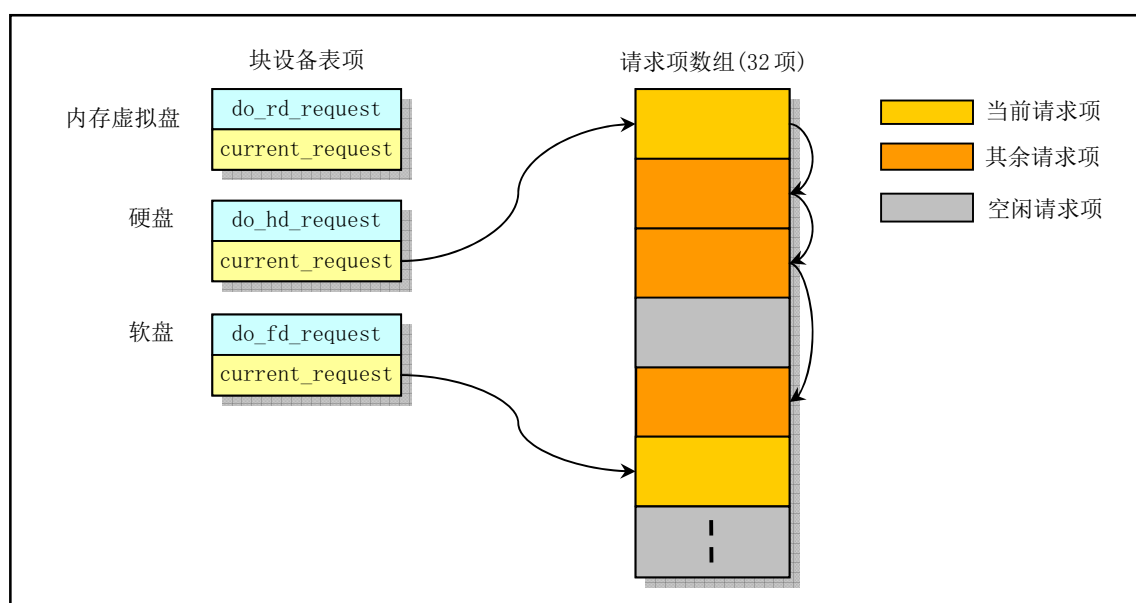 块设备表项
请求项数组(32项)
内存虚拟盘
do_rd_request
current_request
硬盘
do_hd_request
current_request
软盘
do_fd_request
current_request
当前请求项
其余请求项
空闲请求项